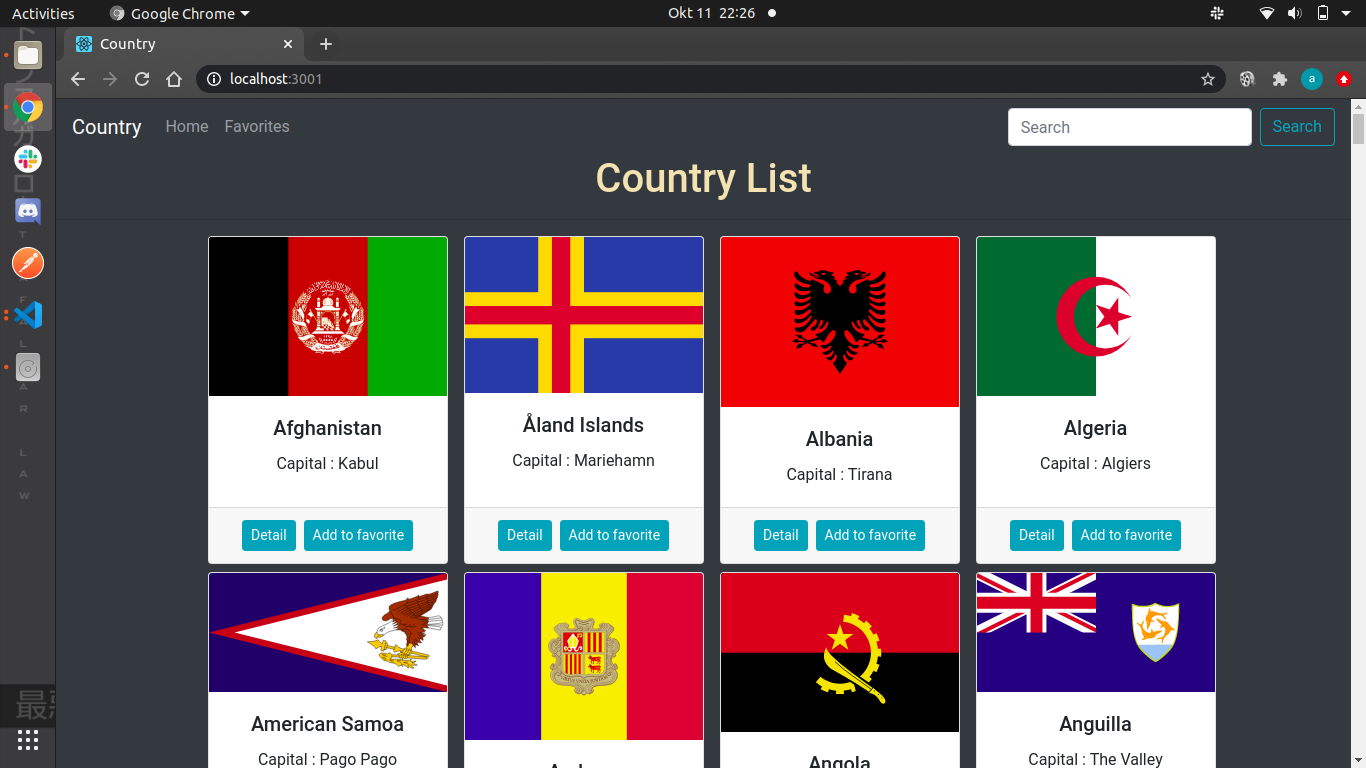 Activities Google Chrome Okt 11 22:26
Country
localhost:3001 a
Country Home Favorites Search Search
Country List
Afghanistan Åland Islands Albania Algeria
Capital : Kabul Capital : Mariehamn Capital : Tirana Capital : Algiers
Detail Add to favorite Detail Add to favorite Detail Add to favorite Detail Add to favorite
American Samoa Angola Anguilla
Capital : Pago Pago Capital : The Valley